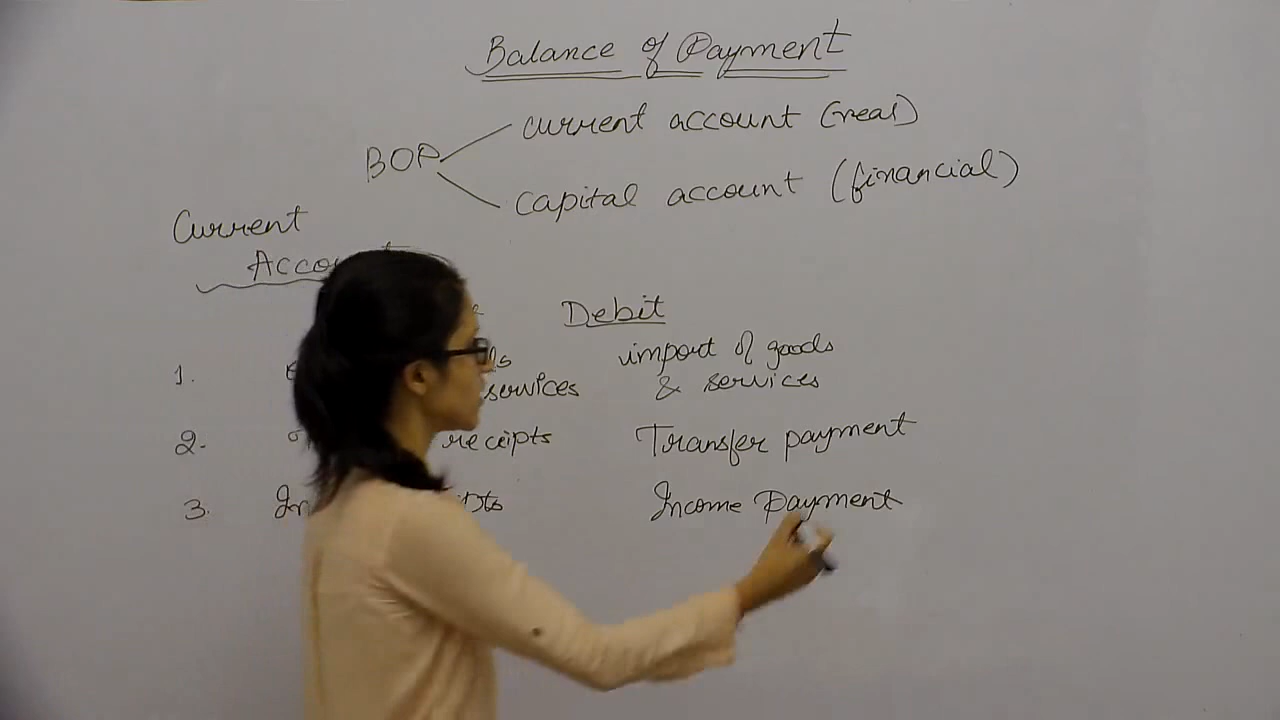 Balance of Payment
current account (real)
BOP
capital account (financial)
Current
Debit
import of goods
1.
services & services
2. receipts Transfer payment
3. Income Payment